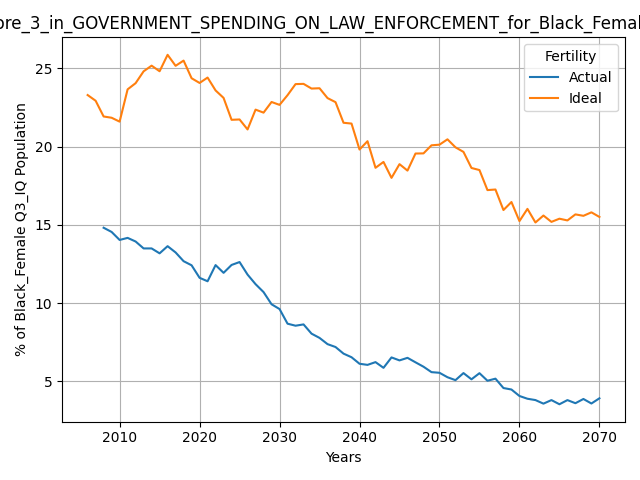 ore_3_in_GOVERNMENT_SPENDING_ON_LAW_ENFORCEMENT_for_Black_Femal
Fertility
Actual
Ideal
% of Black_Female Q3_IQ Population
25
20
15
10
5
2010 2020 2030 2040 2050 2060 2070
Years